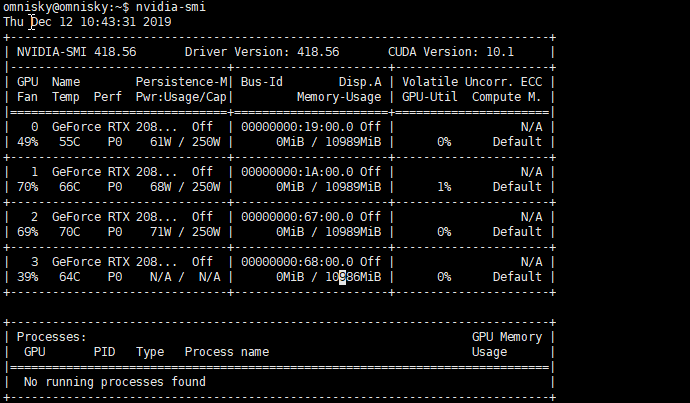 omnisky@omnisky:~$ nvidia-smi
Thu Dec 12 10:43:31 2019
+-----------------------------------------------------------------------------+
| NVIDIA-SMI 418.56       Driver Version: 418.56       CUDA Version: 10.1     |
|-------------------------------+----------------------+----------------------+
| GPU  Name        Persistence-M| Bus-Id        Disp.A | Volatile Uncorr. ECC |
| Fan  Temp  Perf  Pwr:Usage/Cap|         Memory-Usage | GPU-Util  Compute M. |
|===============================+======================+======================|
|   0  GeForce RTX 208...  Off  | 00000000:19:00.0 Off |                  N/A |
| 49%   55C    P0    61W / 250W |      0MiB / 10989MiB |      0%      Default |
+-------------------------------+----------------------+----------------------+
|   1  GeForce RTX 208...  Off  | 00000000:1A:00.0 Off |                  N/A |
| 70%   66C    P0    68W / 250W |      0MiB / 10989MiB |      1%      Default |
+-------------------------------+----------------------+----------------------+
|   2  GeForce RTX 208...  Off  | 00000000:67:00.0 Off |                  N/A |
| 69%   70C    P0    71W / 250W |      0MiB / 10989MiB |      0%      Default |
+-------------------------------+----------------------+----------------------+
|   3  GeForce RTX 208...  Off  | 00000000:68:00.0 Off |                  N/A |
| 39%   64C    P0    N/A /  N/A |      0MiB / 10986MiB |      0%      Default |
+-------------------------------+----------------------+----------------------+

+-----------------------------------------------------------------------------+
| Processes:                                                       GPU Memory |
|  GPU       PID   Type   Process name                             Usage      |
|=============================================================================|
|  No running processes found                                                 |
+-----------------------------------------------------------------------------+